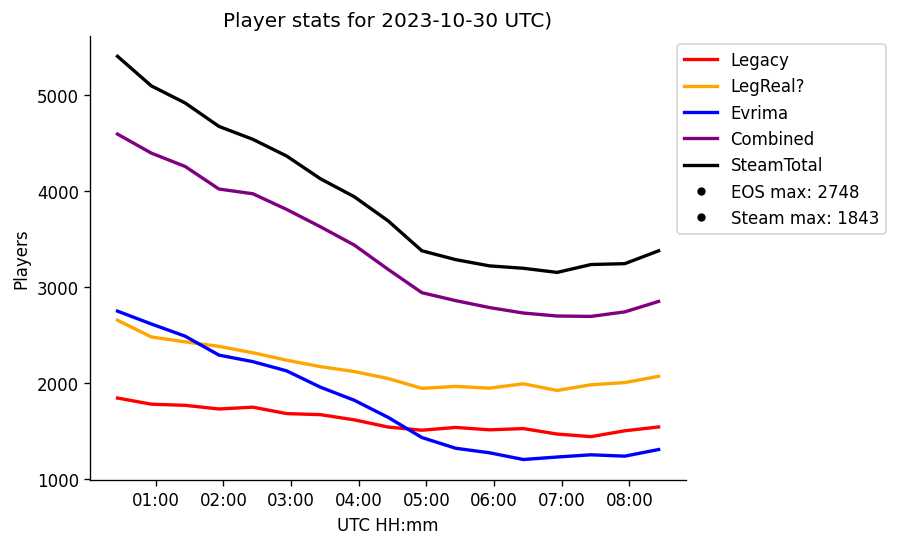 Player stats for 2023-10-30 UTC)
Legacy
LegReal?
Evrima
Combined
SteamTotal
EOS max: 2748
Steam max: 1843
Players
5000
4000
3000
2000
1000
01:00 02:00 03:00 04:00 05:00 06:00 07:00 08:00
UTC HH:mm